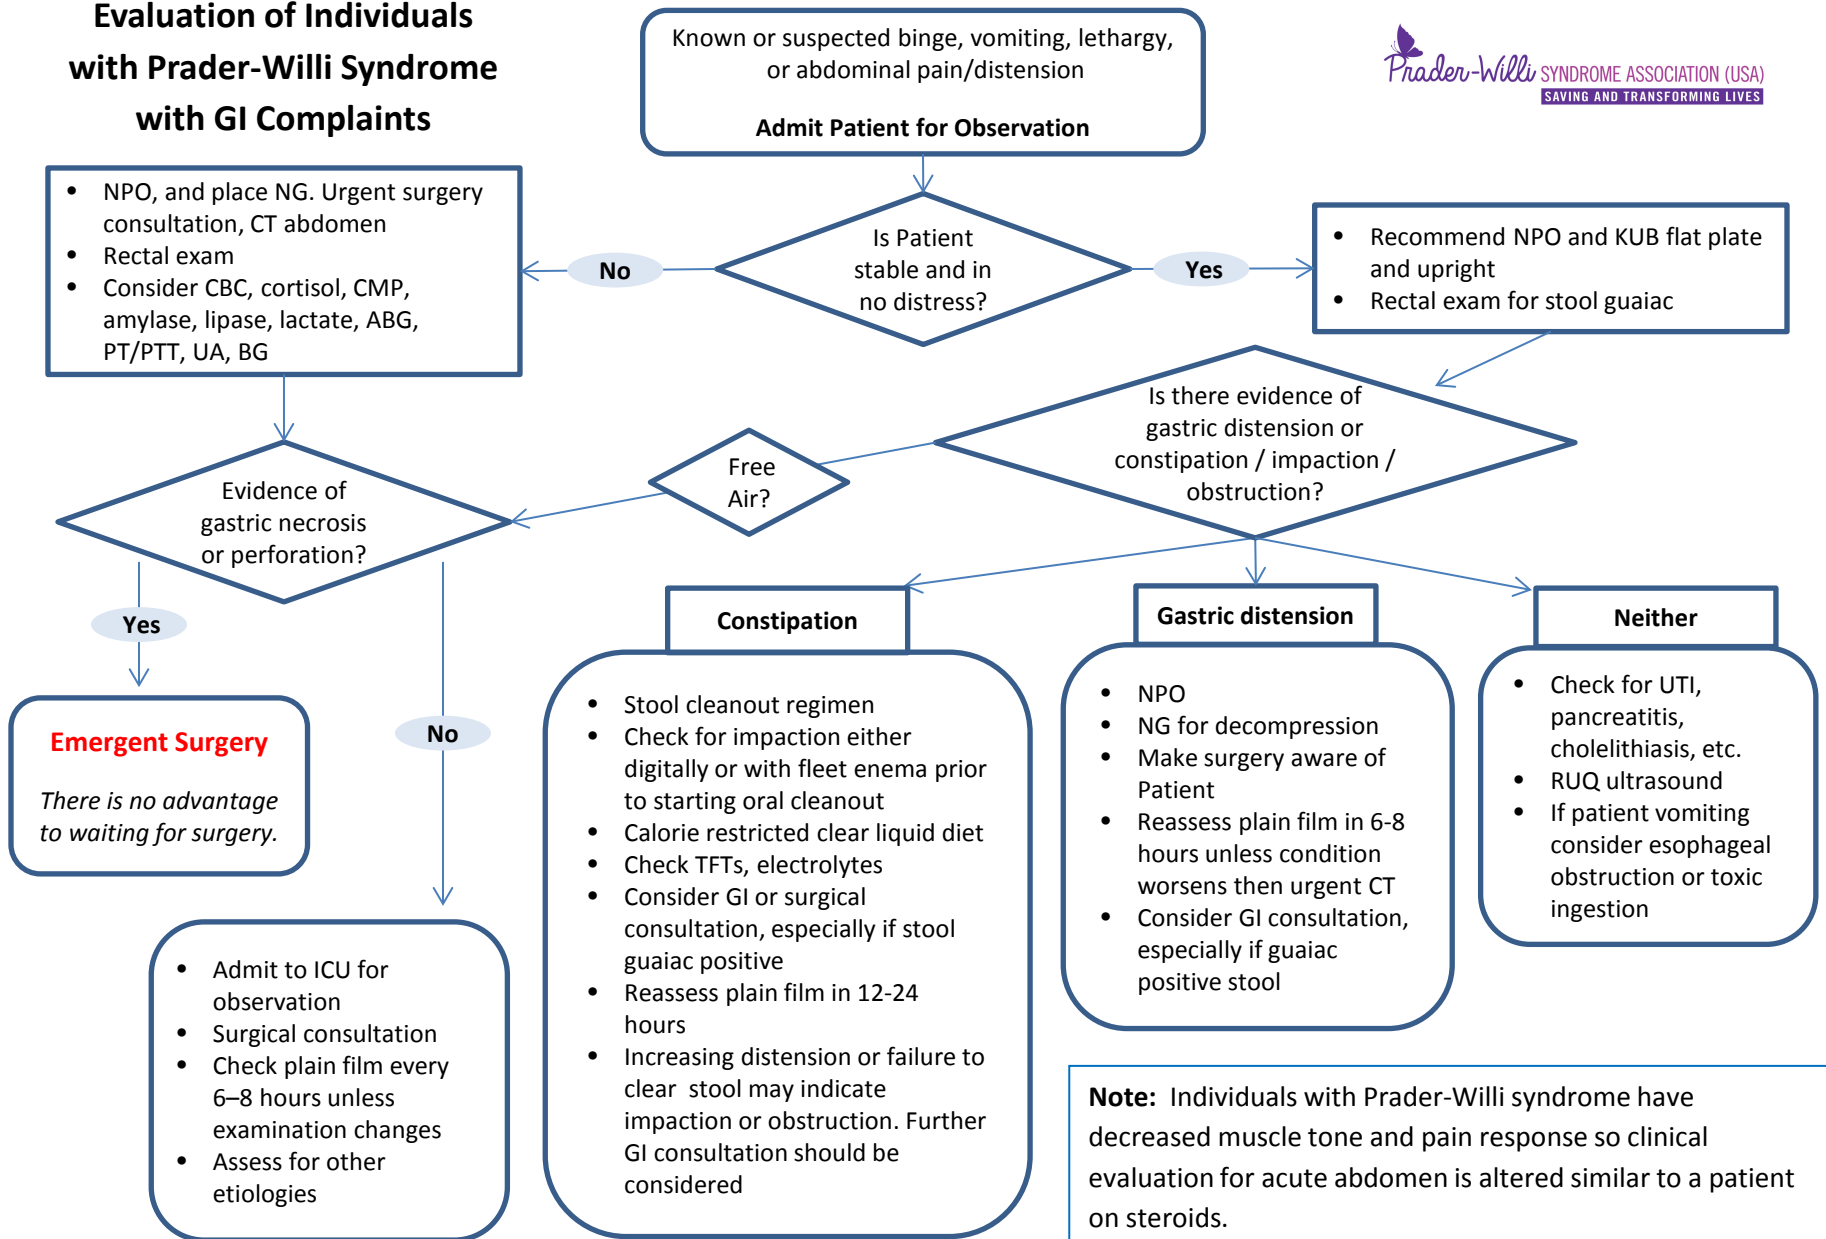 Evaluation of Individuals
with Prader-Willi Syndrome
with GI Complaints
Known or suspected binge, vomiting, lethargy,
or abdominal pain/distension
Admit Patient for Observation
Prader-Willi SYNDROME ASSOCIATION (USA)
SAVING AND TRANSFORMING LIVES
• NPO, and place NG. Urgent surgery
consultation, CT abdomen
• Rectal exam
• Consider CBC, cortisol, CMP,
amylase, lipase, lactate, ABG,
PT/PTT, UA, BG
No
Is Patient
stable and in
no distress?
Yes
• Recommend NPO and KUB flat plate
and upright
• Rectal exam for stool guaiac
Is there evidence of
gastric distension or
constipation / impaction /
obstruction?
Free
Air?
Evidence of
gastric necrosis
or perforation?
Yes
No
Emergent Surgery
There is no advantage
to waiting for surgery.
• Admit to ICU for
observation
• Surgical consultation
• Check plain film every
6–8 hours unless
examination changes
• Assess for other
etiologies
Constipation
• Stool cleanout regimen
• Check for impaction either
digitally or with fleet enema prior
to starting oral cleanout
• Calorie restricted clear liquid diet
• Check TFTs, electrolytes
• Consider GI or surgical
consultation, especially if stool
guaiac positive
• Reassess plain film in 12-24
hours
• Increasing distension or failure to
clear stool may indicate
impaction or obstruction. Further
GI consultation should be
considered
Gastric distension
• NPO
• NG for decompression
• Make surgery aware of
Patient
• Reassess plain film in 6-8
hours unless condition
worsens then urgent CT
• Consider GI consultation,
especially if guaiac
positive stool
Neither
• Check for UTI,
pancreatitis,
cholelithiasis, etc.
• RUQ ultrasound
• If patient vomiting
consider esophageal
obstruction or toxic
ingestion
Note: Individuals with Prader-Willi syndrome have
decreased muscle tone and pain response so clinical
evaluation for acute abdomen is altered similar to a patient
on steroids.